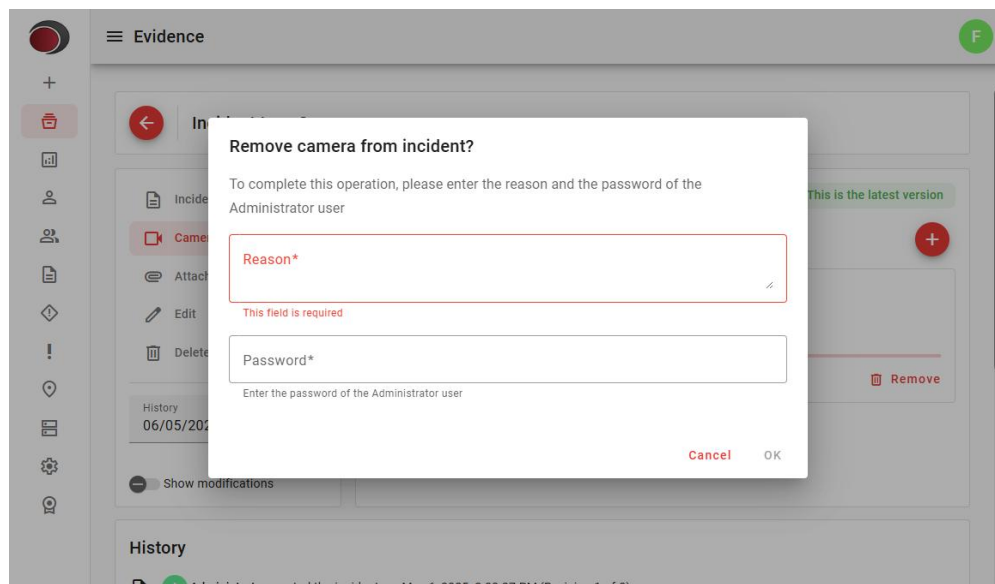 Evidence
F
Remove camera from incident?
To complete this operation, please enter the reason and the password of the
Administrator user
Reason*
This field is required
Password*
Enter the password of the Administrator user
Cancel
OK
This is the latest version
Edit
Remove
History
Show modifications
History